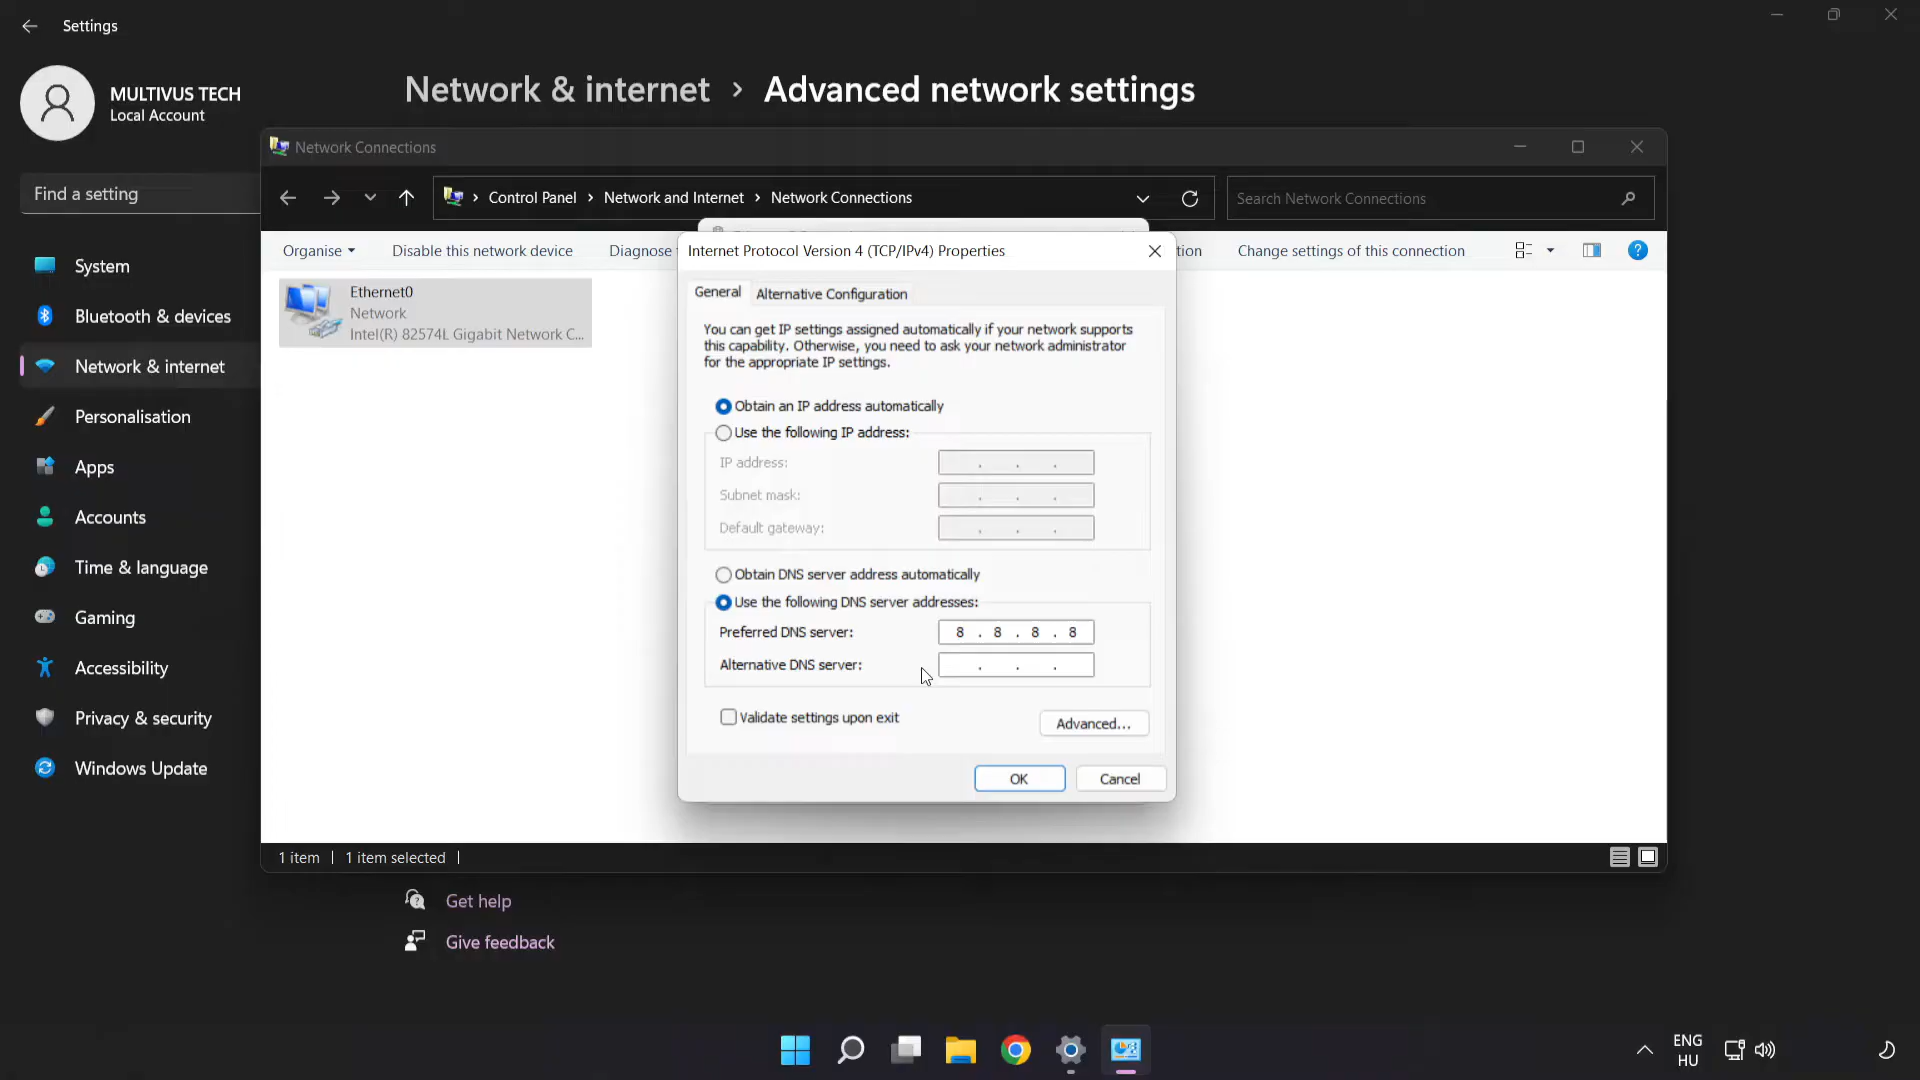 Settings
MULTIVUS TECH
Local Account
Network & internet › Advanced network settings
Find a setting
System
Bluetooth & devices
Network & internet
Personalisation
Apps
Accounts
Time & language
Gaming
Accessibility
Privacy & security
Windows Update
Network Connections
Control Panel › Network and Internet › Network Connections
Search Network Connections
Organise
Disable this network device
Diagnose
tion
Change settings of this connection
Ethernet0
Network
Intel(R) 82574L Gigabit Network C...
Internet Protocol Version 4 (TCP/IPv4) Properties
General
Alternative Configuration
You can get IP settings assigned automatically if your network supports
this capability. Otherwise, you need to ask your network administrator
for the appropriate IP settings.
Obtain an IP address automatically
Use the following IP address:
IP address:
Subnet mask:
Default gateway:
Obtain DNS server address automatically
Use the following DNS server addresses:
Preferred DNS server: 8 . 8 . 8 . 8
Alternative DNS server: . . .
Validate settings upon exit
Advanced...
OK
Cancel
1 item
1 item selected
Get help
Give feedback
ENG
HU